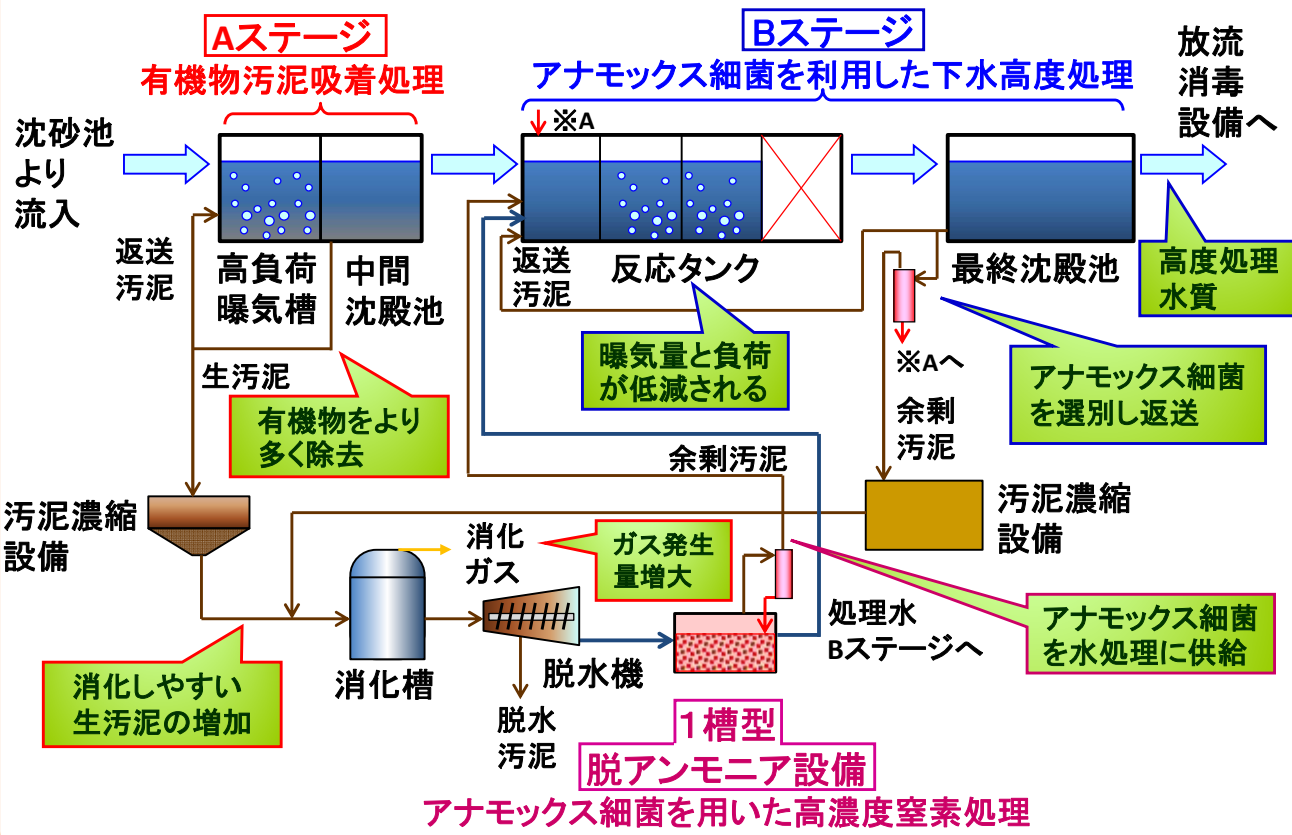 Aステージ
有機物汚泥吸着処理
Bステージ
アナモックス細菌を利用した下水高度処理
放流
消毒
設備へ
沈砂池
より
流入
※A
返送
汚泥
高負荷
曝気槽
中間
沈殿池
返送
汚泥
反応タンク
最終沈殿池
高度処理
水質
曝気量と負荷
が低減される
※Aへ
アナモックス細菌
を選別し返送
生汚泥
有機物をより
多く除去
余剰
汚泥
余剰汚泥
汚泥濃縮
設備
汚泥濃縮
設備
消化
ガス
ガス発生
量増大
処理水
Bステージへ
アナモックス細菌
を水処理に供給
消化しやすい
生汚泥の増加
消化槽
脱水機
脱水
汚泥
1槽型
脱アンモニア設備
アナモックス細菌を用いた高濃度窒素処理